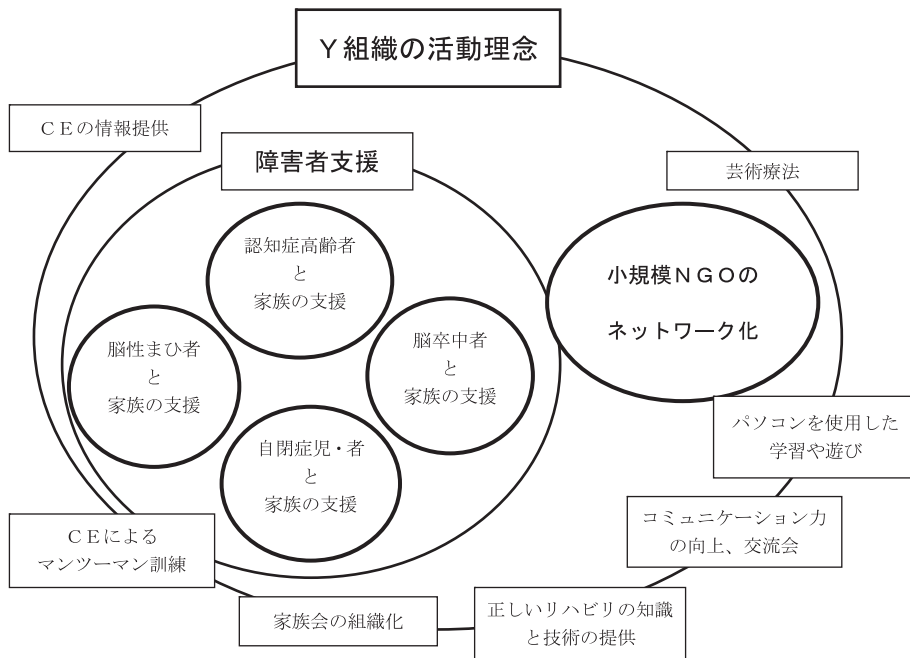 Ｙ組織の活動理念
ＣＥの情報提供
障害者支援
芸術療法
認知症高齢者
と
家族の支援
小規模ＮＧＯの
ネットワーク化
脳性まひ者
と
家族の支援
脳卒中者
と
家族の支援
自閉症児・者
と
家族の支援
パソコンを使用した
学習や遊び
コミュニケーション力
の向上、交流会
ＣＥによる
マンツーマン訓練
家族会の組織化
正しいリハビリの知識
と技術の提供